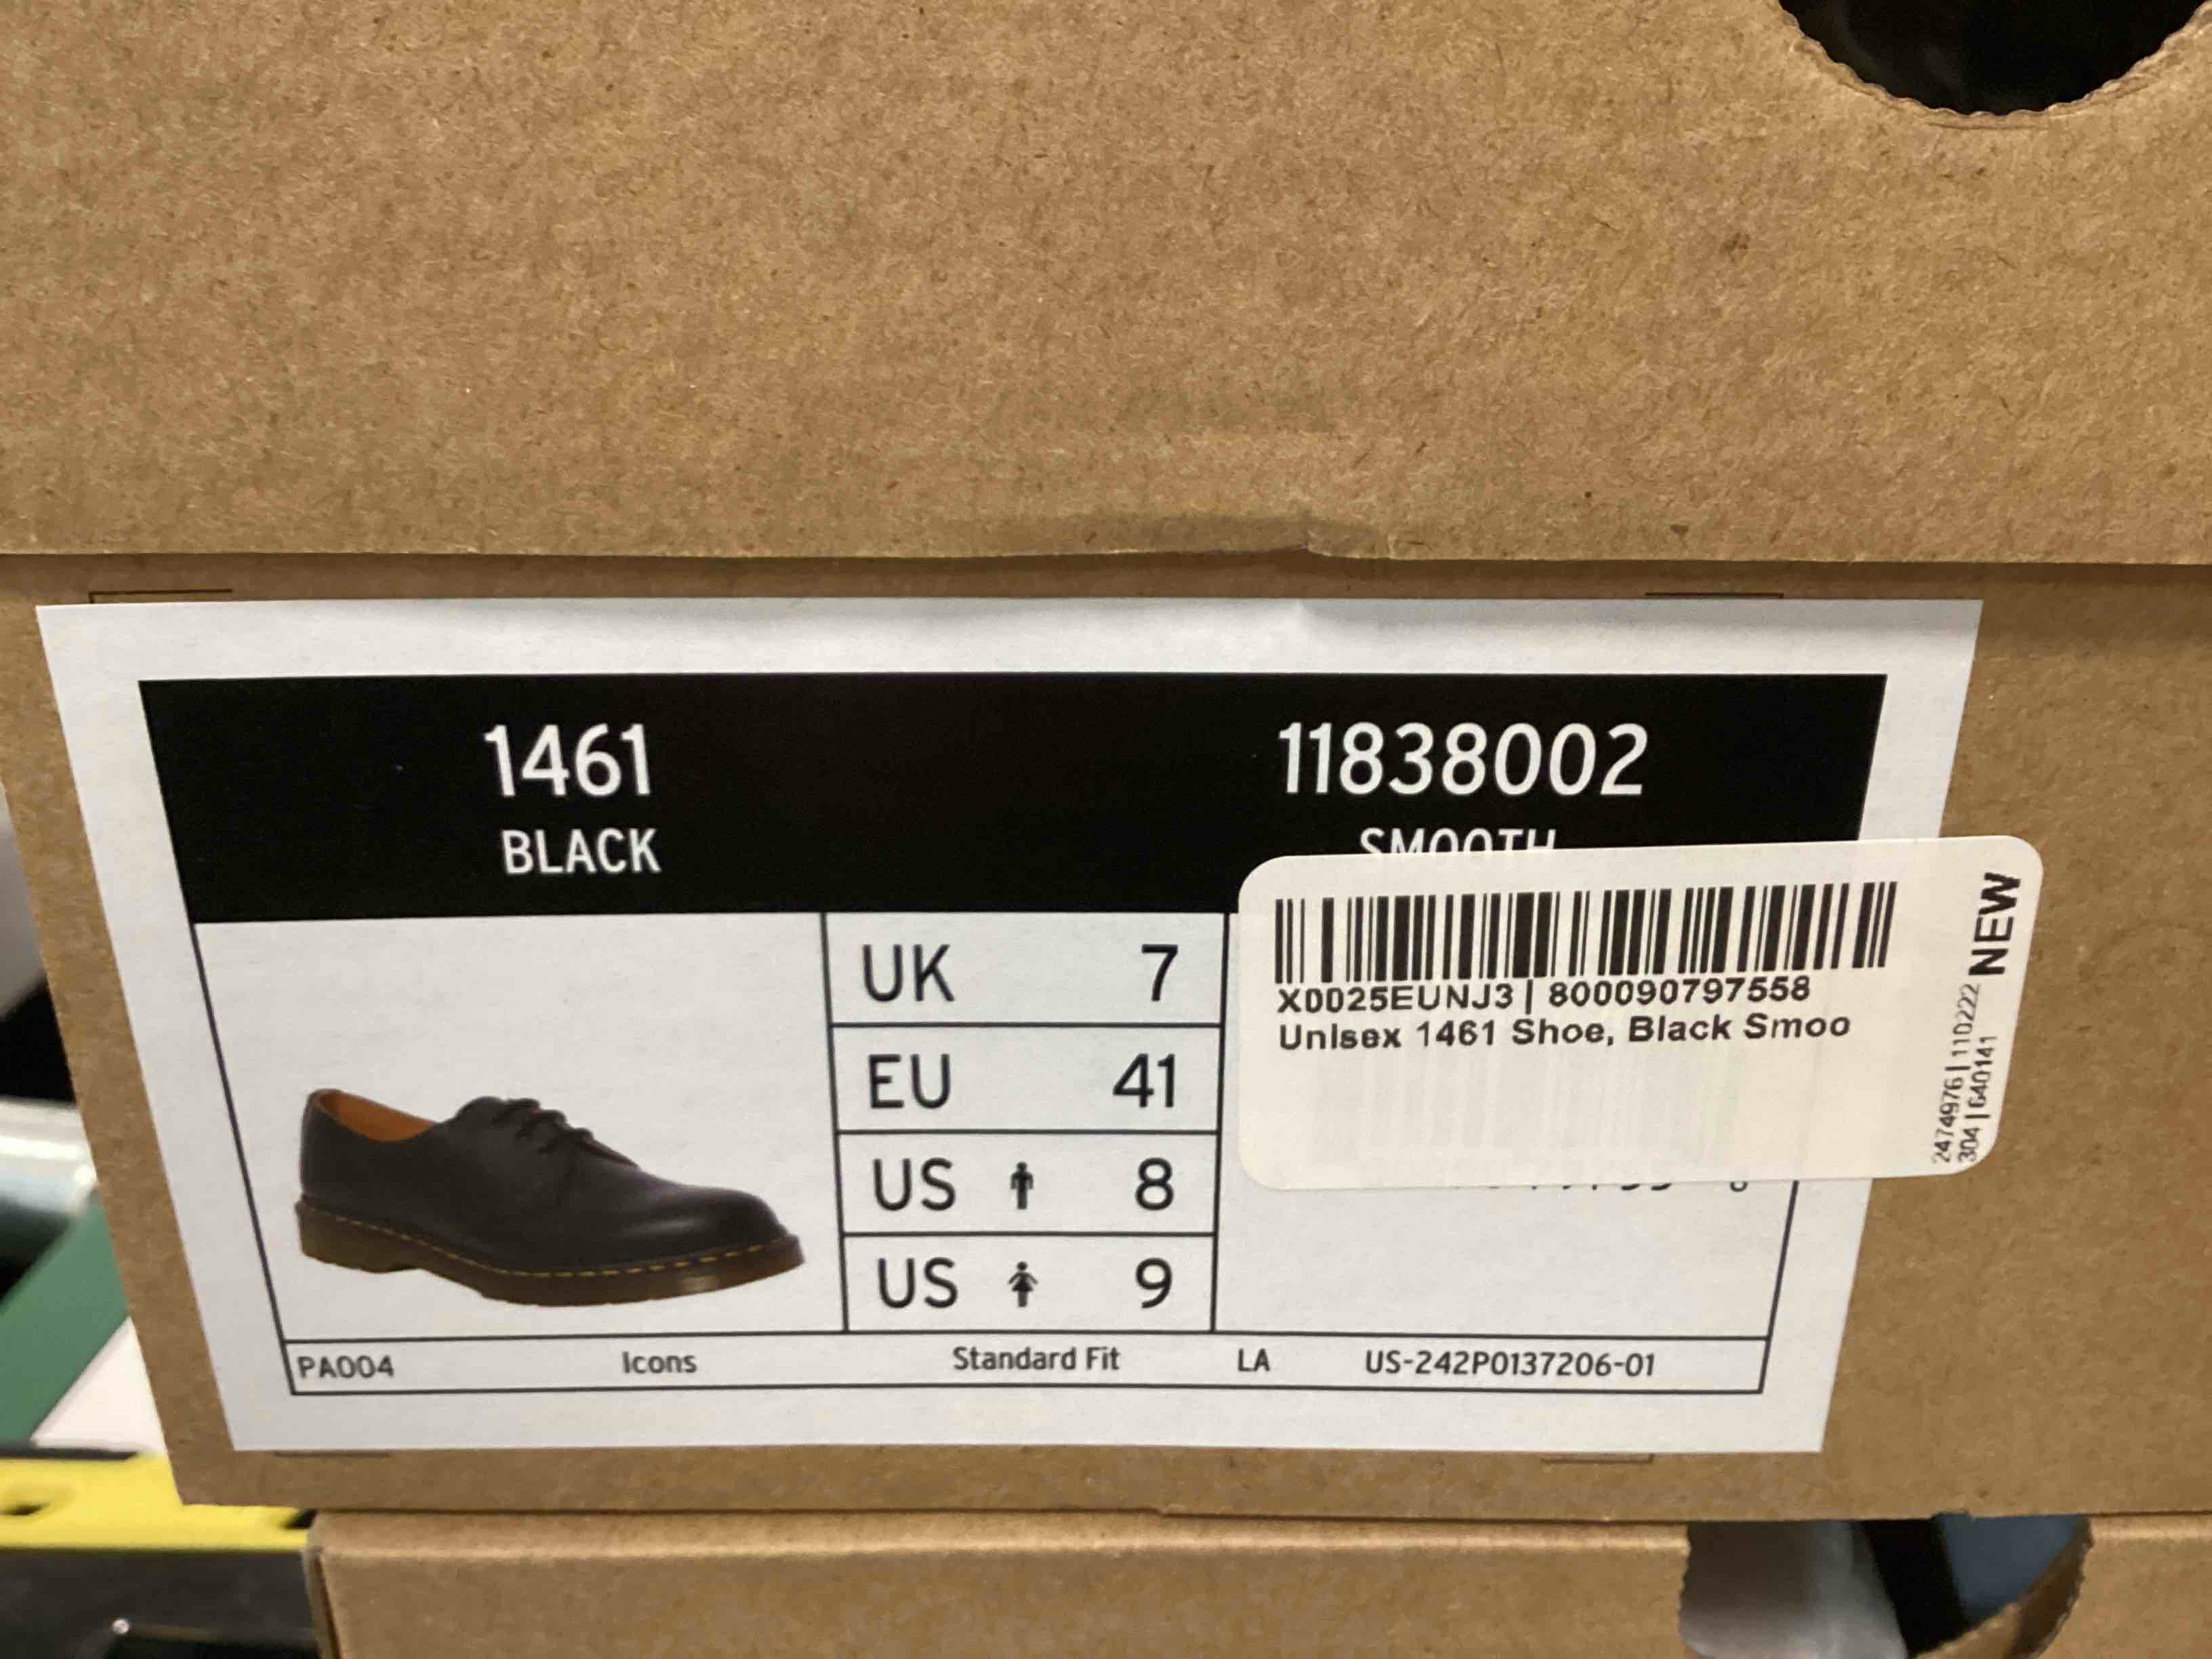 1461
BLACK
11838002
SMOOTH
UK 7
EU 41
US 8
US 9
X0025EUNJ3 | 800090797558
Unisex 1461 Shoe, Black Smoo
NEW
2474976 | 110222
304 | 640141
PA004 Icons Standard Fit LA US-242P0137206-01